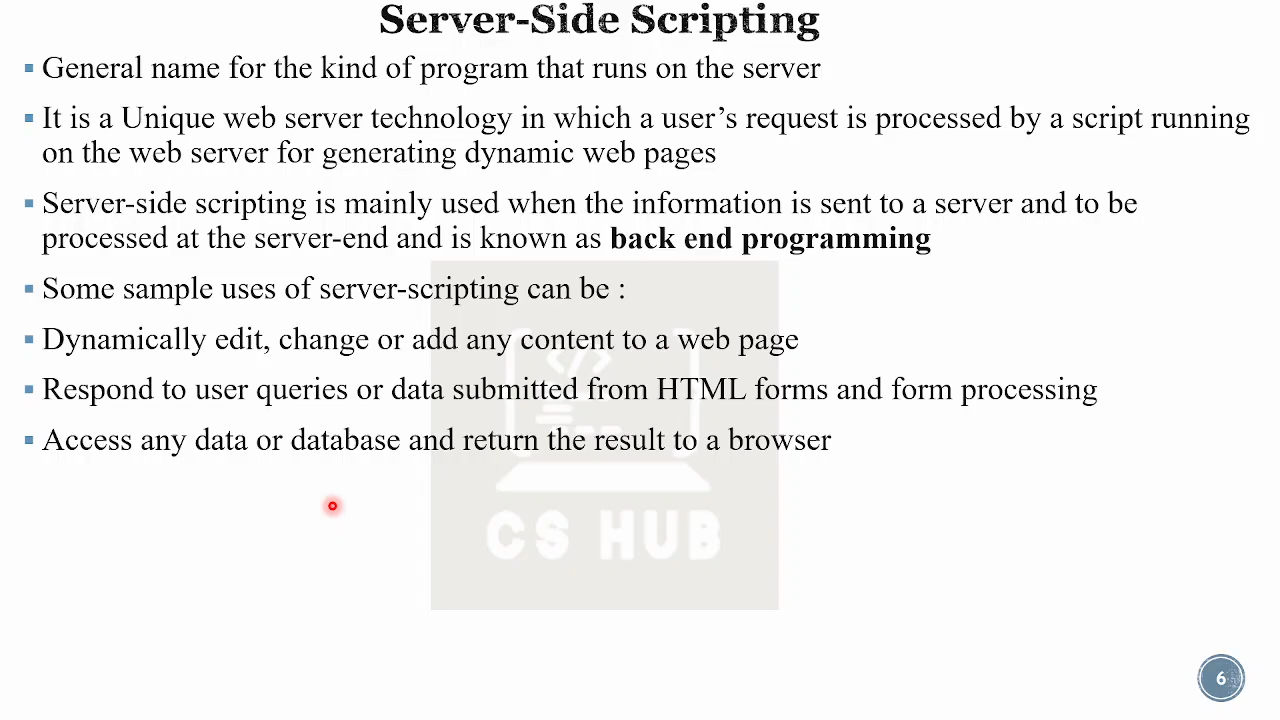 Server-Side Scripting
▪ General name for the kind of program that runs on the server
▪ It is a Unique web server technology in which a user’s request is processed by a script running
on the web server for generating dynamic web pages
▪ Server-side scripting is mainly used when the information is sent to a server and to be
processed at the server-end and is known as back end programming
▪ Some sample uses of server-scripting can be :
▪ Dynamically edit, change or add any content to a web page
▪ Respond to user queries or data submitted from HTML forms and form processing
▪ Access any data or database and return the result to a browser
</>
CS HUB
6